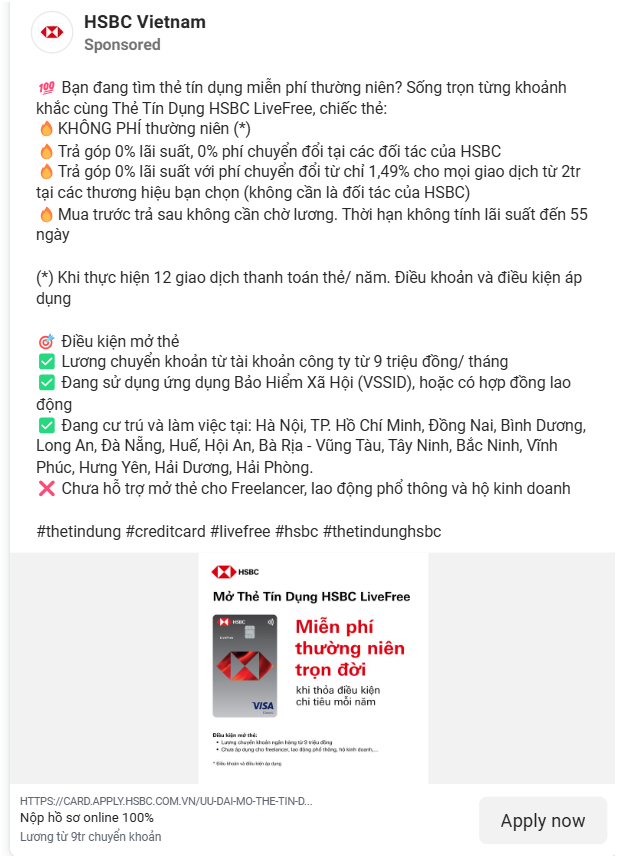 HSBC Vietnam
Sponsored
💯 Bạn đang tìm thẻ tín dụng miễn phí thường niên? Sống trọn từng khoảnh
khắc cùng Thẻ Tín Dụng HSBC LiveFree, chiếc thẻ:
🔥 KHÔNG PHÍ thường niên (*)
🔥 Trả góp 0% lãi suất, 0% phí chuyển đổi tại các đối tác của HSBC
🔥 Trả góp 0% lãi suất với phí chuyển đổi từ chỉ 1,49% cho mọi giao dịch từ 2tr
tại các thương hiệu bạn chọn (không cần là đối tác của HSBC)
🔥 Mua trước trả sau không cần chờ lương. Thời hạn không tính lãi suất đến 55
ngày
(*) Khi thực hiện 12 giao dịch thanh toán thẻ/ năm. Điều khoản và điều kiện áp
dụng
🎯 Điều kiện mở thẻ
✅ Lương chuyển khoản từ tài khoản công ty từ 9 triệu đồng/ tháng
✅ Đang sử dụng ứng dụng Bảo Hiểm Xã Hội (VSSID), hoặc có hợp đồng lao
động
✅ Đang cư trú và làm việc tại: Hà Nội, TP. Hồ Chí Minh, Đồng Nai, Bình Dương,
Long An, Đà Nẵng, Huế, Hội An, Bà Rịa - Vũng Tàu, Tây Ninh, Bắc Ninh, Vĩnh
Phúc, Hưng Yên, Hải Dương, Hải Phòng.
❌ Chưa hỗ trợ mở thẻ cho Freelancer, lao động phổ thông và hộ kinh doanh
#thetindung #creditcard #livefree #hsbc #thetindunghsbc
HSBC
Mở Thẻ Tín Dụng HSBC LiveFree
HSBC
LiveFree
VISA
Miễn phí
thường niên
trọn đời
khi thỏa điều kiện
chi tiêu mỗi năm
Điều kiện mở thẻ:
• Lương chuyển khoản ngân hàng từ 9 triệu đồng
• Chưa áp dụng cho freelancer, lao động phổ thông, hộ kinh doanh,...
* Điều khoản và điều kiện áp dụng
HTTPS://CARD.APPLY.HSBC.COM.VN/UU-DAI-MO-THE-TIN-D...
Nộp hồ sơ online 100%
Lương từ 9tr chuyển khoản
Apply now